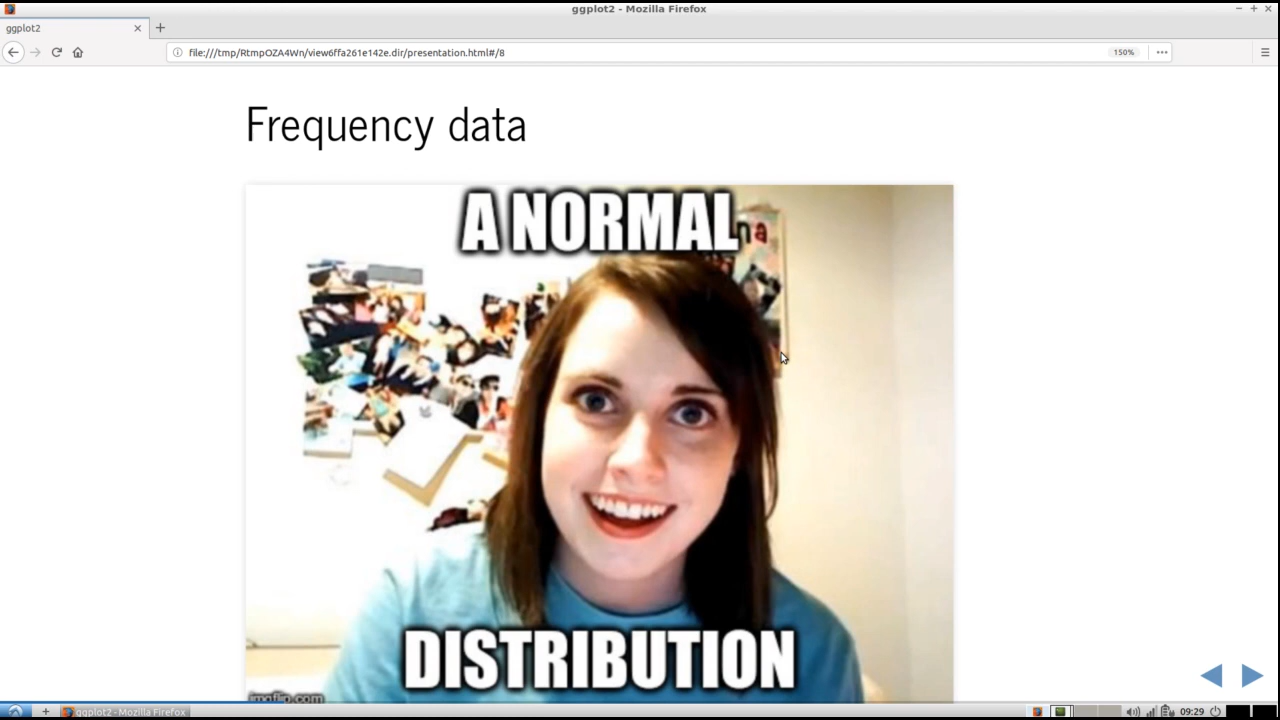 ggplot2 - Mozilla Firefox
ggplot2
file:///tmp/RtmpOZA4Wn/view6ffa261e142e.dir/presentation.html#/8
150%
Frequency data
A NORMAL
na
DISTRIBUTION
imgflip.com
ggplot2 - Mozilla Firefox
09:29